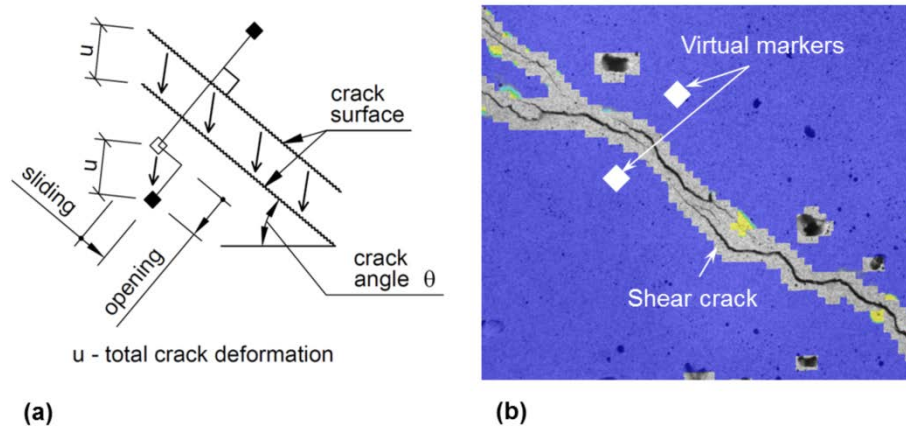 u
u
sliding
opening
crack
surface
crack
angle θ
u - total crack deformation
(a)
Virtual markers
Shear crack
(b)